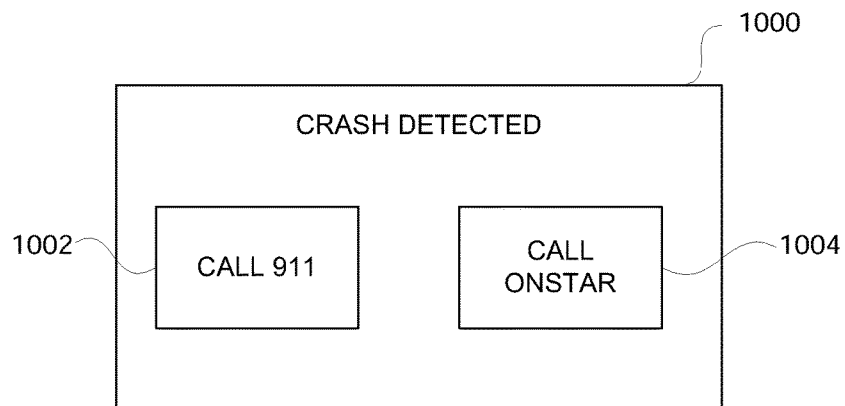 1000
CRASH DETECTED
1002
CALL 911
CALL
ONSTAR
1004